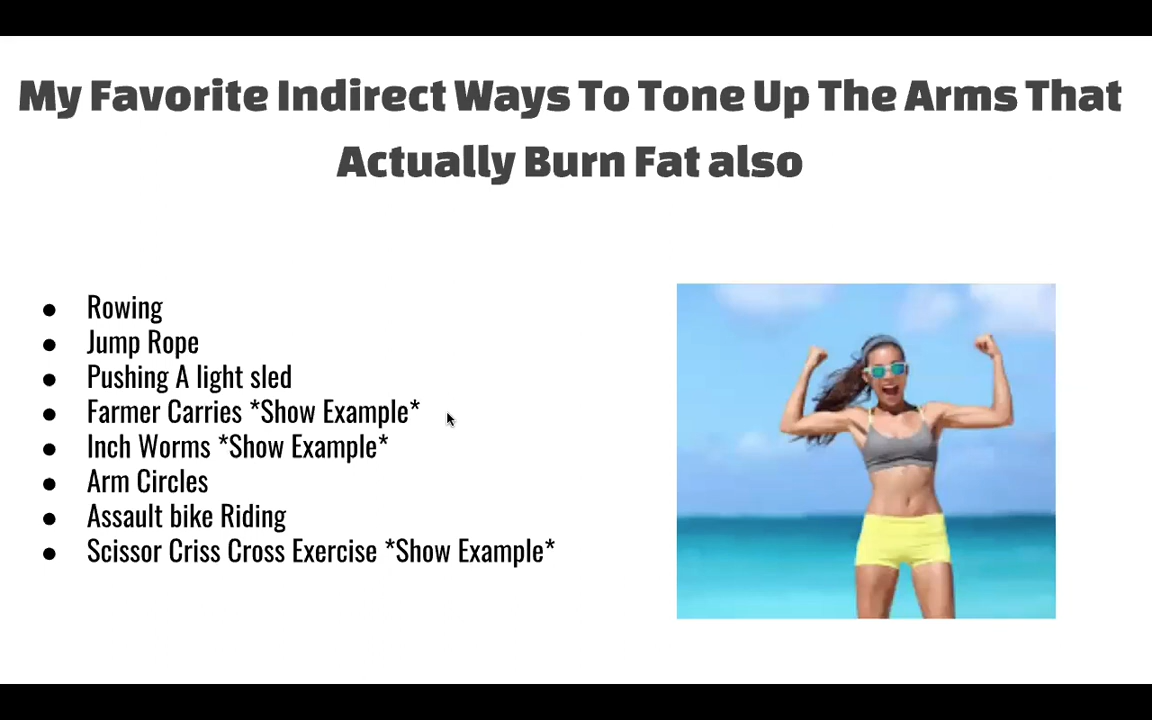 My Favorite Indirect Ways To Tone Up The Arms That
Actually Burn Fat also
● Rowing
● Jump Rope
● Pushing A light sled
● Farmer Carries *Show Example*
● Inch Worms *Show Example*
● Arm Circles
● Assault bike Riding
● Scissor Criss Cross Exercise *Show Example*